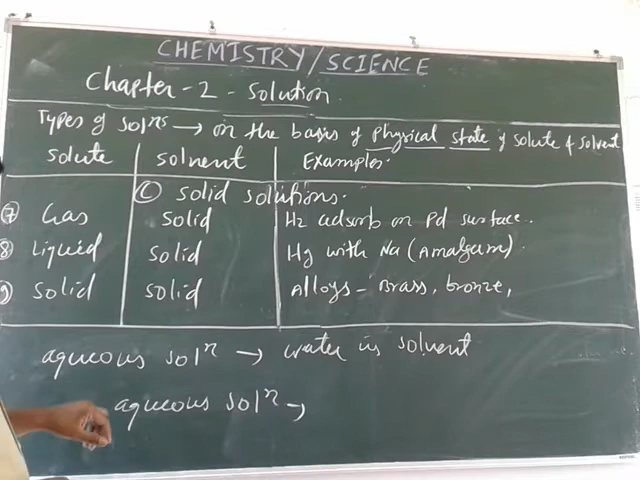 CHEMISTRY/SCIENCE
Chapter-2-Solution.
Types of solns → on the basis of physical state of solute & solvent
solute | solvent | Examples.
(C) solid solutions.
(7) Gas | solid | H2 adsorb on Pd surface..
(8) Liquid | solid | Hg with Na (Amalgam).
(9) Solid | solid | Alloys - Brass, bronze,
aqueous soln → water is solvent
aqueous soln →